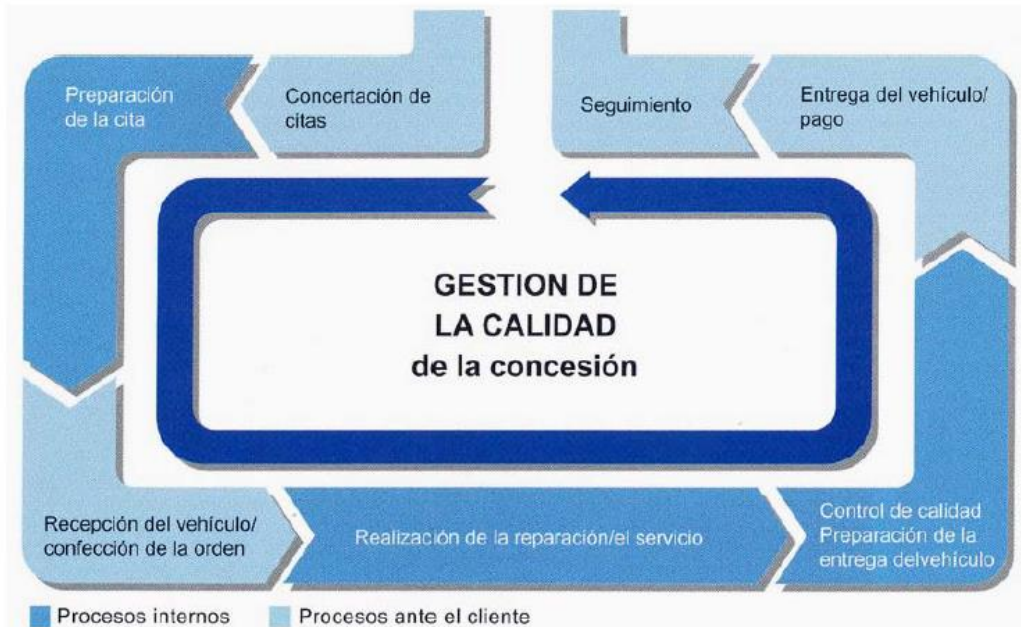 Preparación
de la cita
Concertación de
citas
Seguimiento
Entrega del vehículo/
pago
GESTION DE
LA CALIDAD
de la concesión
Recepción del vehículo/
confección de la orden
Realización de la reparación/el servicio
Control de calidad
Preparación de la
entrega delvehículo
Procesos internos
Procesos ante el cliente